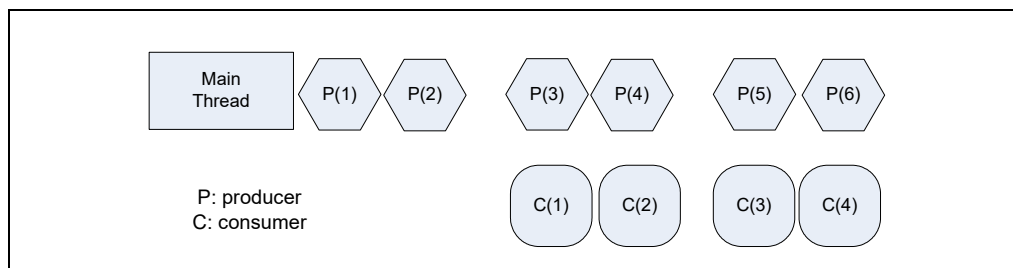 Main
Thread
P(1)
P(2)
P(3)
P(4)
P(5)
P(6)
P: producer
C: consumer
C(1)
C(2)
C(3)
C(4)